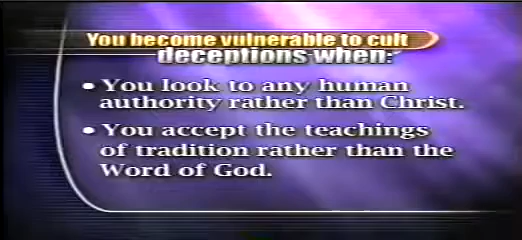 You become vulnerable to cult
deceptions when:
• You look to any human
authority rather than Christ.
• You accept the teachings
of tradition rather than the
Word of God.